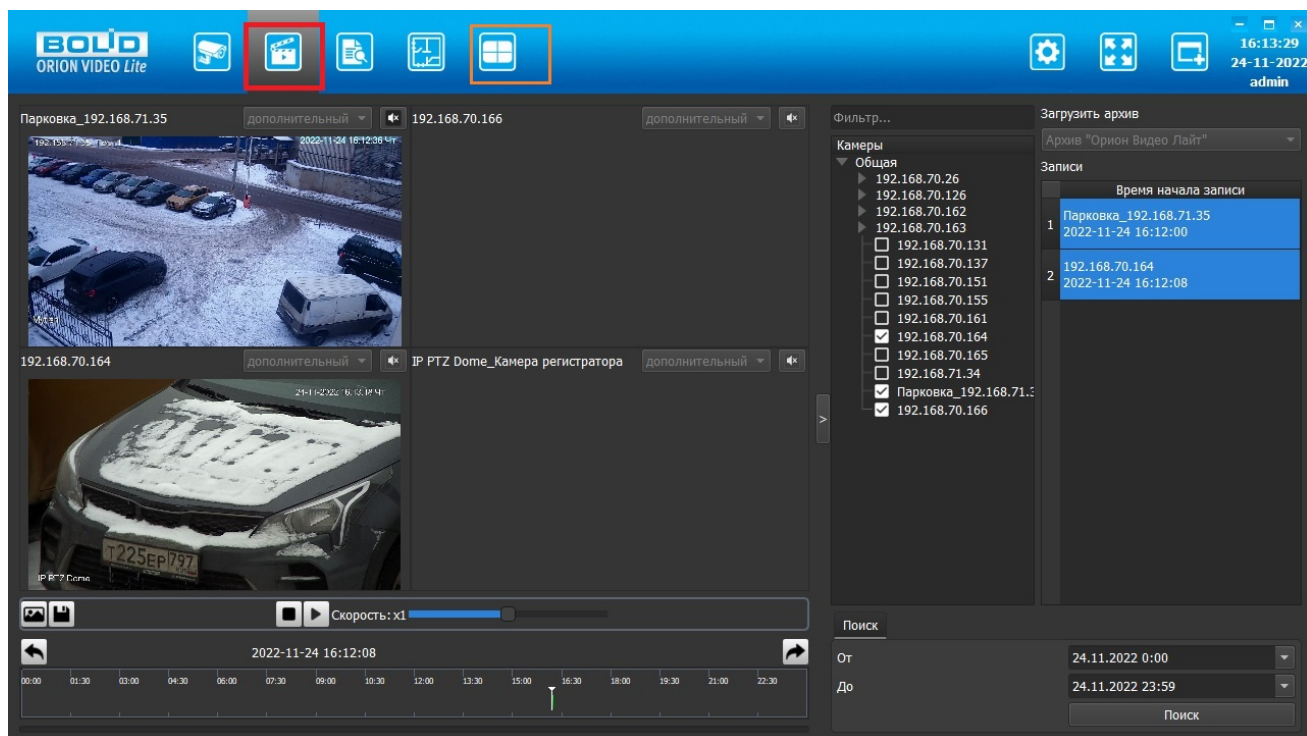 BOLID
ORION VIDEO Lite
16:13:29
24-11-2022
admin
Парковка_192.168.71.35
дополнительный
192.168.70.166
дополнительный
2022-11-24 16:12:36 Чт
192.168.70.164
дополнительный
IP PTZ Dome_Камера регистратора
дополнительный
Т225ЕР 797
IP PTZ Dome
Скорость: x1
2022-11-24 16:12:08
00:00 01:30 03:00 04:30 06:00 07:30 09:00 10:30 12:00 13:30 15:00 16:30 18:00 19:30 21:00 22:30
>
Фильтр...
Камеры
Общая
192.168.70.26
192.168.70.126
192.168.70.162
192.168.70.163
192.168.70.131
192.168.70.137
192.168.70.151
192.168.70.155
192.168.70.161
192.168.70.164
192.168.70.165
192.168.71.34
Парковка_192.168.71.3
192.168.70.166
Загрузить архив
Архив "Орион Видео Лайт"
Записи
Время начала записи
1 Парковка_192.168.71.35
2022-11-24 16:12:00
2 192.168.70.164
2022-11-24 16:12:08
Поиск
От 24.11.2022 0:00
До 24.11.2022 23:59
Поиск